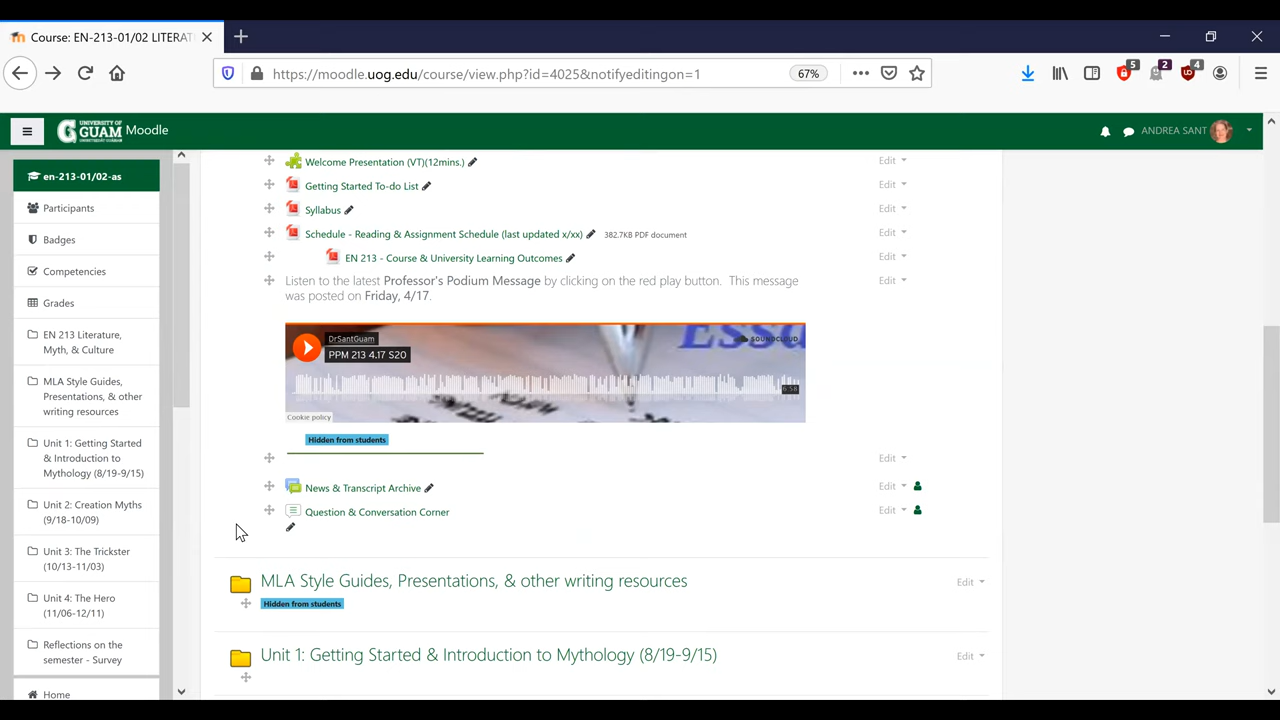 Course: EN-213-01/02 LITERAT
https://moodle.uog.edu/course/view.php?id=4025&notifyeditingon=1
67%
5
2
4
UNIVERSITY OF
GUAM
Moodle
ANDREA SANT
en-213-01/02-as
Participants
Badges
Competencies
Grades
EN 213 Literature,
Myth, & Culture
MLA Style Guides,
Presentations, & other
writing resources
Unit 1: Getting Started
& Introduction to
Mythology (8/19-9/15)
Unit 2: Creation Myths
(9/18-10/09)
Unit 3: The Trickster
(10/13-11/03)
Unit 4: The Hero
(11/06-12/11)
Reflections on the
semester - Survey
Home
Welcome Presentation (VT)(12mins.)
Edit
Getting Started To-do List
Edit
Syllabus
Edit
Schedule - Reading & Assignment Schedule (last updated x/xx)
382.7KB PDF document
Edit
EN 213 - Course & University Learning Outcomes
Edit
Listen to the latest Professor's Podium Message by clicking on the red play button. This message
was posted on Friday, 4/17.
Edit
DrSantGuam
PPM 213 4.17 S20
SOUNDCLOUD
6:58
Cookie policy
Hidden from students
Edit
News & Transcript Archive
Edit
Question & Conversation Corner
Edit
MLA Style Guides, Presentations, & other writing resources
Edit
Hidden from students
Unit 1: Getting Started & Introduction to Mythology (8/19-9/15)
Edit